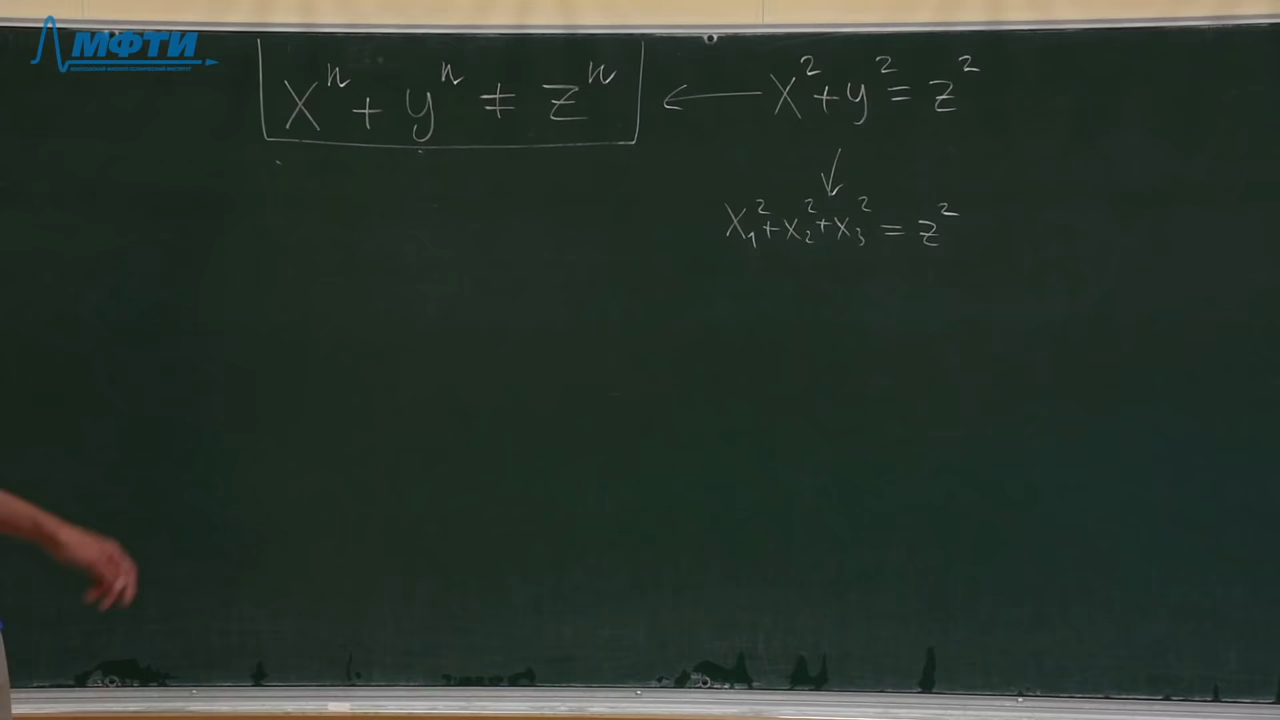 МФТИ
xⁿ + yⁿ ≠ zⁿ ← x² + y² = z²
↓
x₁² + x₂² + x₃² = z²